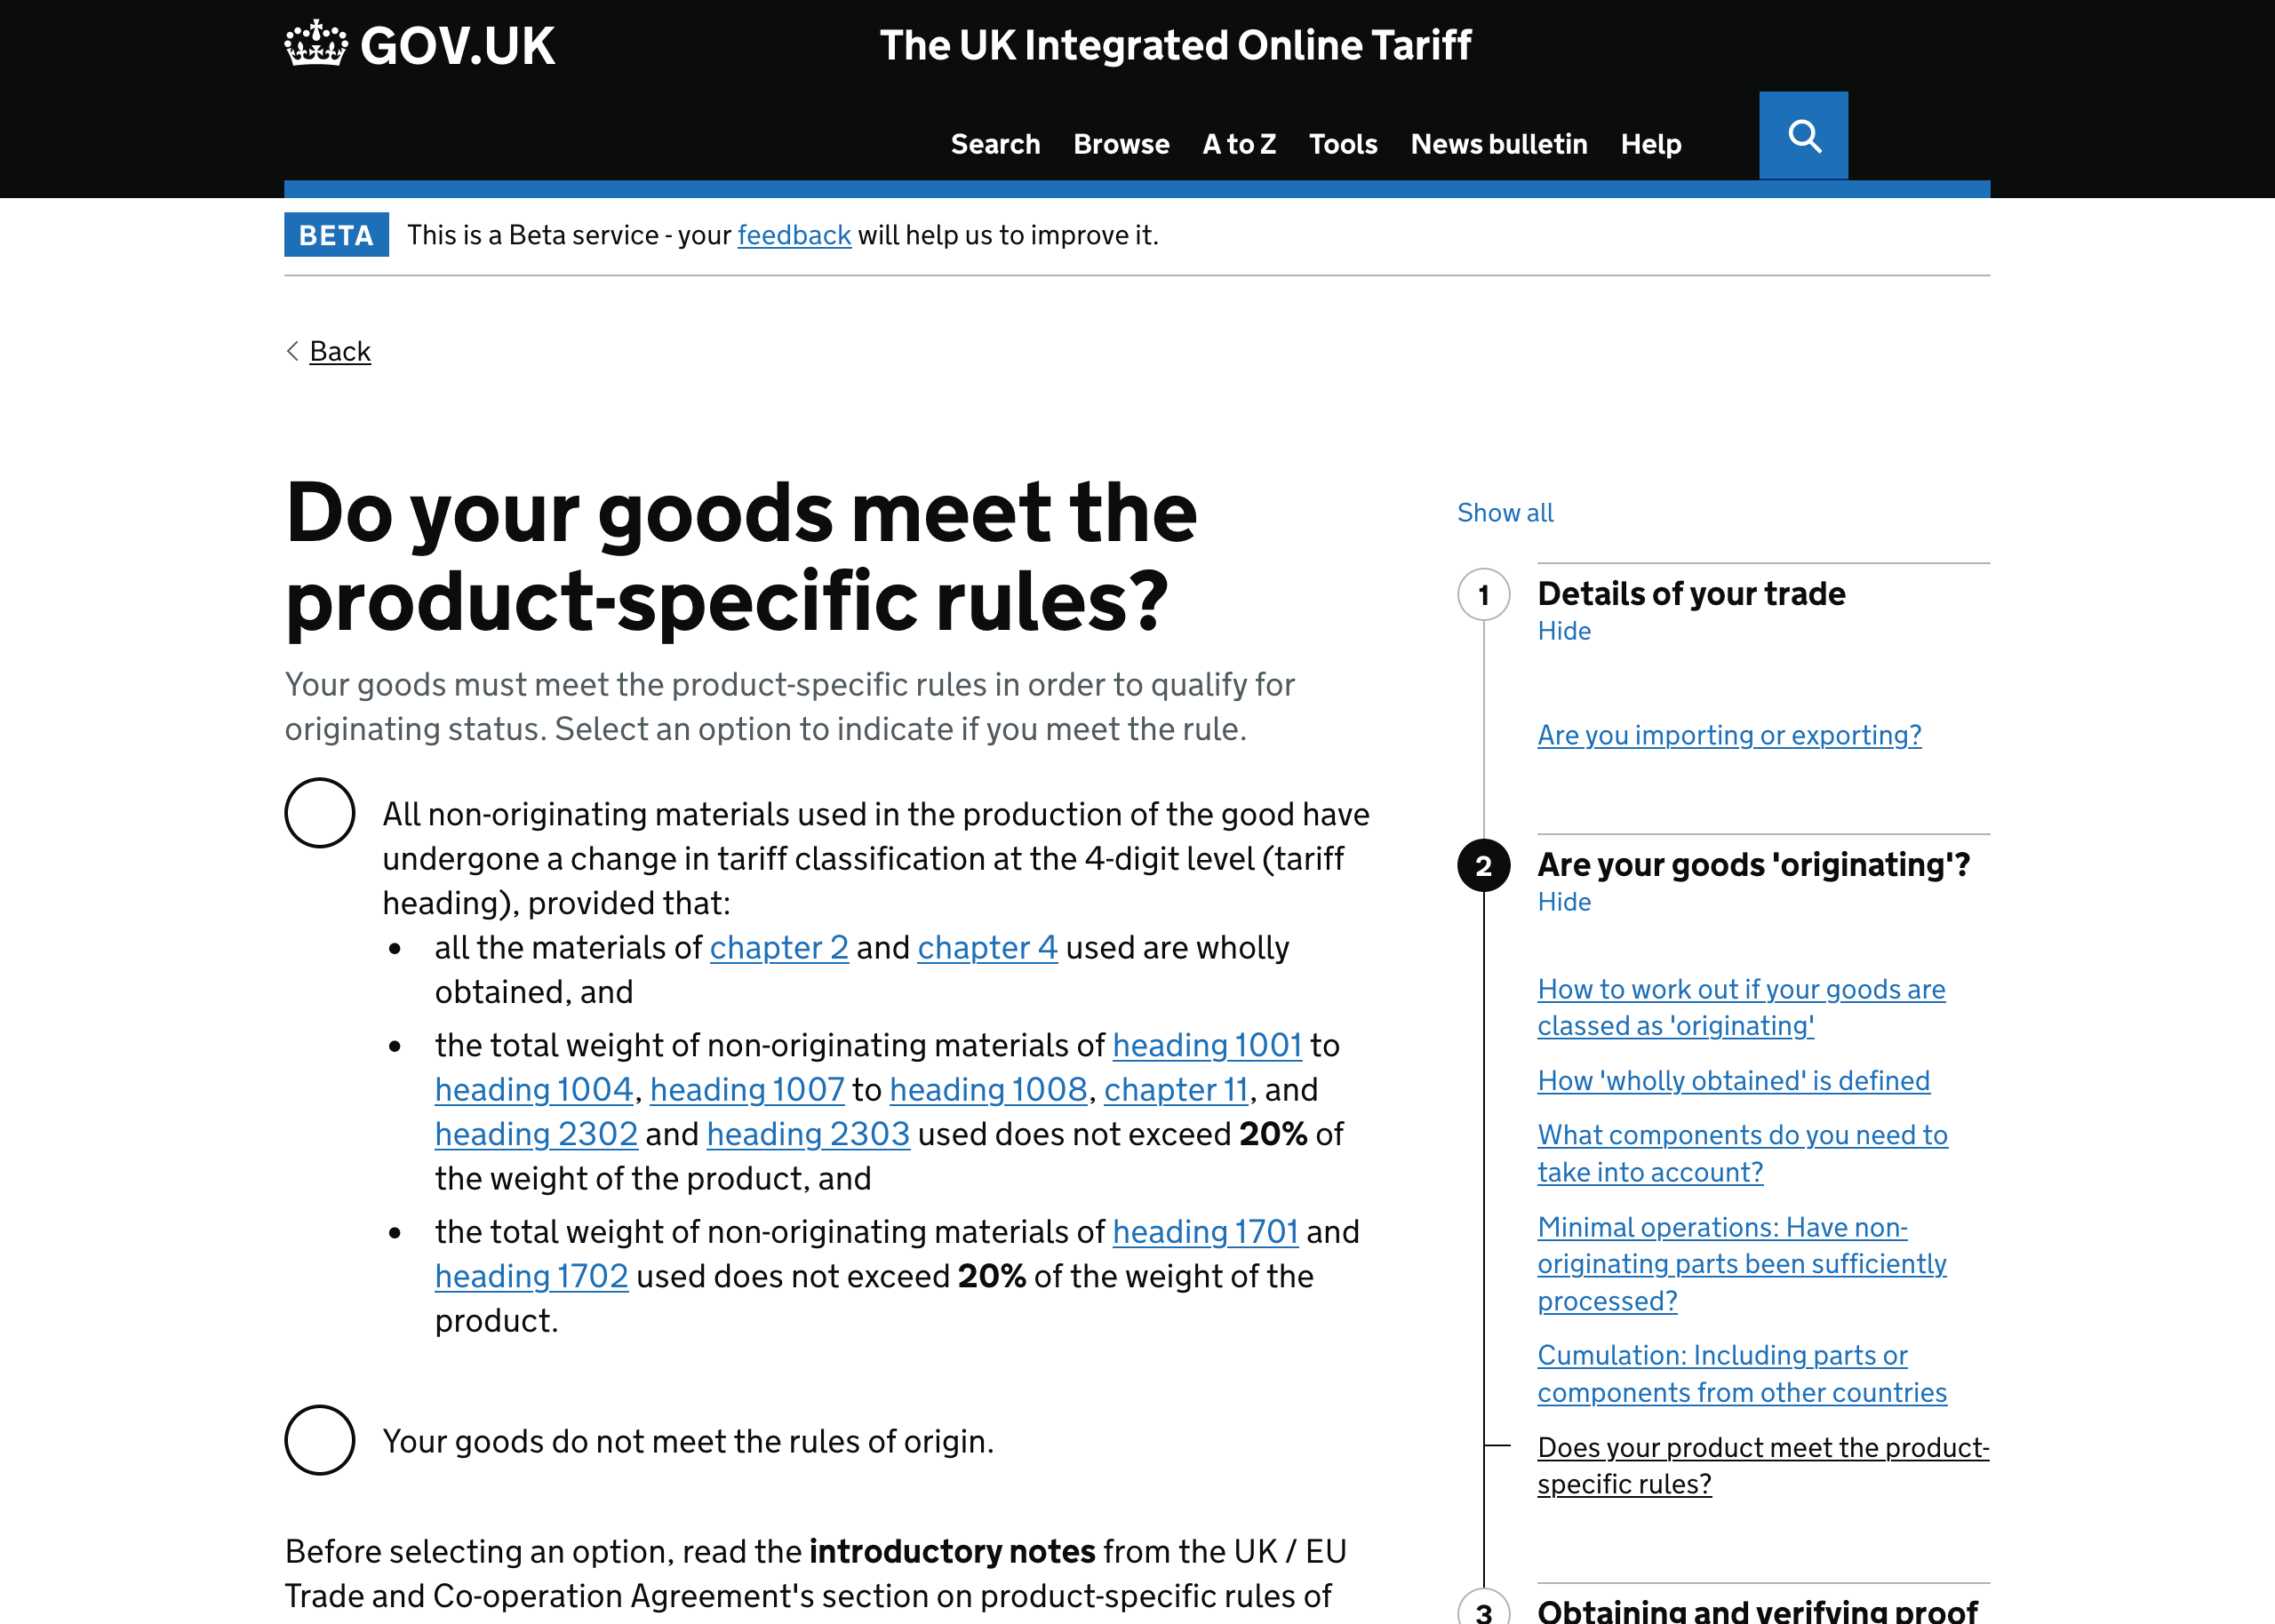 GOV.UK
The UK Integrated Online Tariff
Search Browse A to Z Tools News bulletin Help
BETA This is a Beta service - your feedback will help us to improve it.
Back
Do your goods meet the
product-specific rules?
Your goods must meet the product-specific rules in order to qualify for
originating status. Select an option to indicate if you meet the rule.
All non-originating materials used in the production of the good have
undergone a change in tariff classification at the 4-digit level (tariff
heading), provided that:
• all the materials of chapter 2 and chapter 4 used are wholly
obtained, and
• the total weight of non-originating materials of heading 1001 to
heading 1004, heading 1007 to heading 1008, chapter 11, and
heading 2302 and heading 2303 used does not exceed 20% of
the weight of the product, and
• the total weight of non-originating materials of heading 1701 and
heading 1702 used does not exceed 20% of the weight of the
product.
Your goods do not meet the rules of origin.
Before selecting an option, read the introductory notes from the UK / EU
Trade and Co-operation Agreement's section on product-specific rules of
Show all
1 Details of your trade
Hide
Are you importing or exporting?
2 Are your goods 'originating'?
Hide
How to work out if your goods are
classed as 'originating'
How 'wholly obtained' is defined
What components do you need to
take into account?
Minimal operations: Have non-
originating parts been sufficiently
processed?
Cumulation: Including parts or
components from other countries
Does your product meet the product-
specific rules?
3 Obtaining and verifying proof